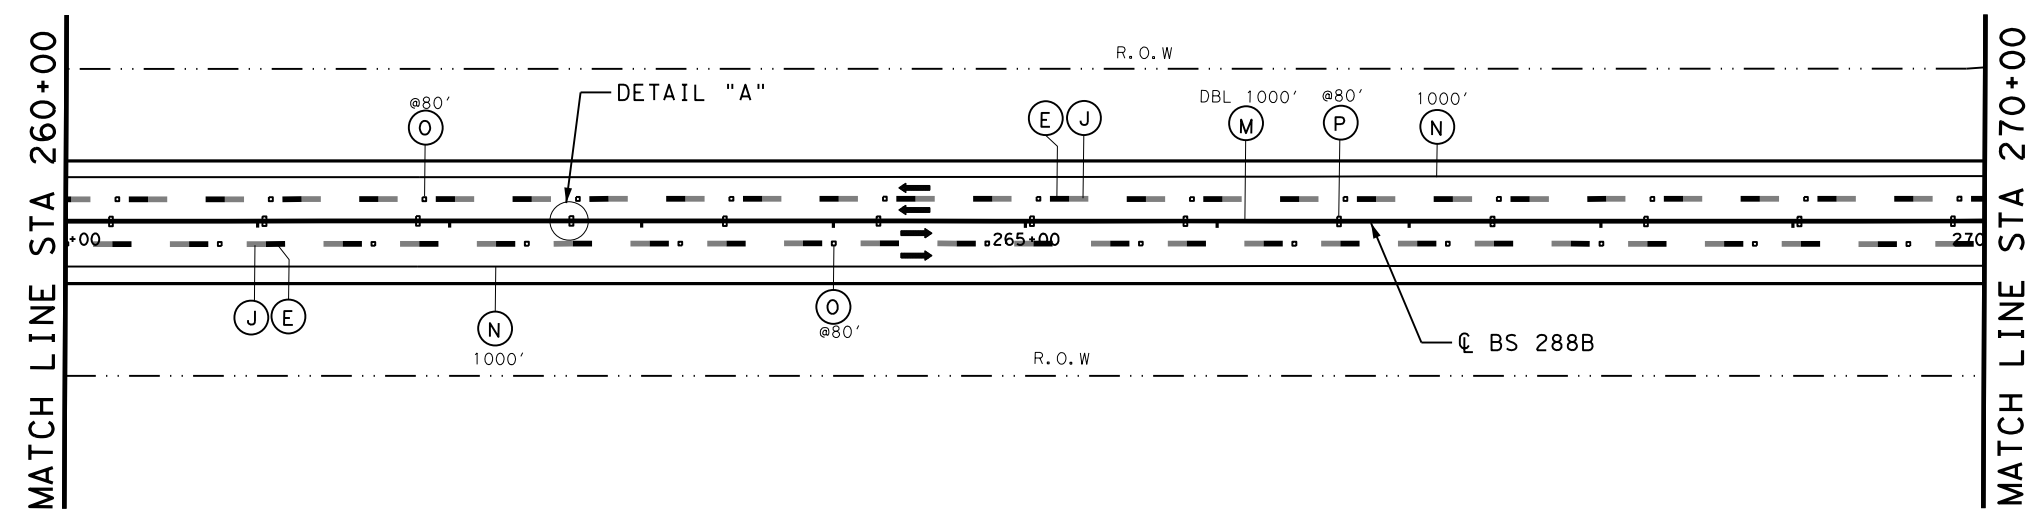 MATCH LINE STA 260+00
R.O.W
@80'
O
DETAIL "A"
E J
DBL 1000'
M
@80'
P
1000'
N
+00
265+00
270
J E
N
1000'
O
@80'
℄ BS 288B
R.O.W
MATCH LINE STA 270+00